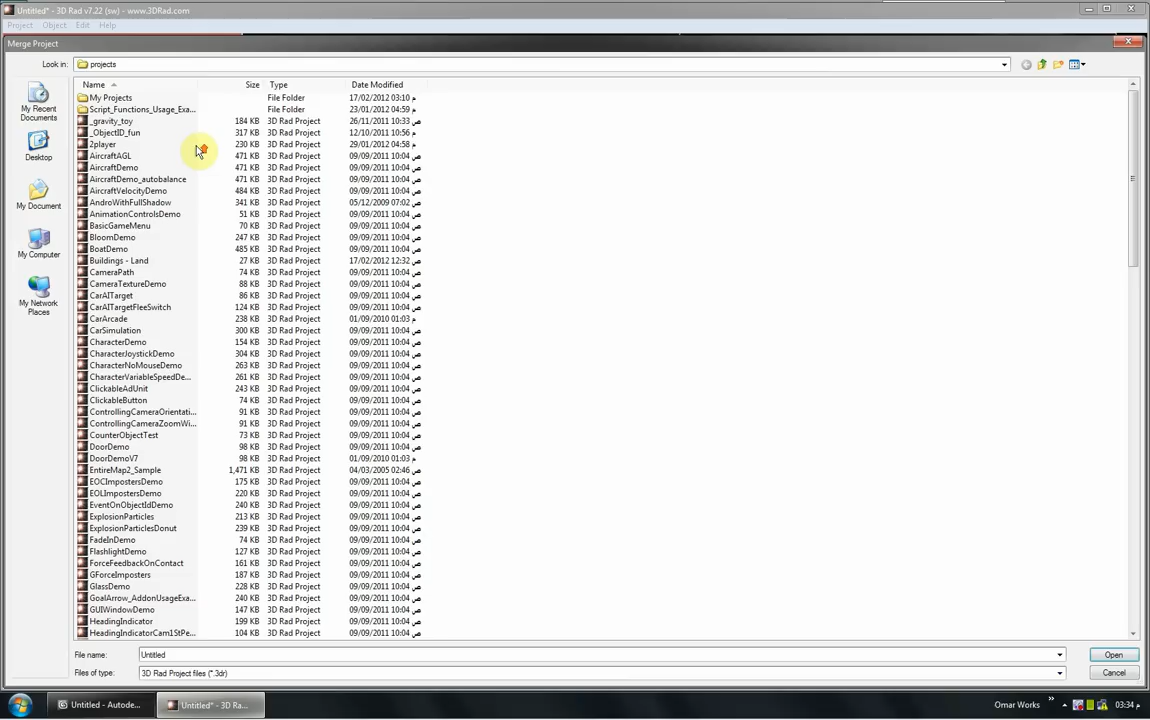 Untitled* - 3D Rad v7.22 (sw) - www.3DRad.com
Project Object Edit Help
Merge Project
Look in: projects
Name Size Type Date Modified
My Projects File Folder 17/02/2012 03:10 م
Script_Functions_Usage_Exa... File Folder 23/01/2012 04:59 م
_gravity_toy 184 KB 3D Rad Project 26/11/2011 10:33 ص
_ObjectID_fun 317 KB 3D Rad Project 12/10/2011 10:56 م
2player 230 KB 3D Rad Project 29/01/2012 04:58 م
AircraftAGL 471 KB 3D Rad Project 09/09/2011 10:04 ص
AircraftDemo 471 KB 3D Rad Project 09/09/2011 10:04 ص
AircraftDemo_autobalance 471 KB 3D Rad Project 09/09/2011 10:04 ص
AircraftVelocityDemo 484 KB 3D Rad Project 09/09/2011 10:04 ص
AndroWithFullShadow 341 KB 3D Rad Project 05/12/2009 07:02 م
AnimationControlsDemo 51 KB 3D Rad Project 09/09/2011 10:04 ص
BasicGameMenu 70 KB 3D Rad Project 09/09/2011 10:04 ص
BloomDemo 247 KB 3D Rad Project 09/09/2011 10:04 ص
BoatDemo 485 KB 3D Rad Project 09/09/2011 10:04 ص
Buildings - Land 27 KB 3D Rad Project 17/02/2012 12:32 ص
CameraPath 74 KB 3D Rad Project 09/09/2011 10:04 ص
CameraTextureDemo 88 KB 3D Rad Project 09/09/2011 10:04 ص
CarAITarget 86 KB 3D Rad Project 09/09/2011 10:04 ص
CarAITargetFleeSwitch 124 KB 3D Rad Project 09/09/2011 10:04 ص
CarArcade 238 KB 3D Rad Project 01/09/2010 01:03 م
CarSimulation 300 KB 3D Rad Project 09/09/2011 10:04 ص
CharacterDemo 154 KB 3D Rad Project 09/09/2011 10:04 ص
CharacterJoystickDemo 304 KB 3D Rad Project 09/09/2011 10:04 ص
CharacterNoMouseDemo 263 KB 3D Rad Project 09/09/2011 10:04 ص
CharacterVariableSpeedDe... 261 KB 3D Rad Project 09/09/2011 10:04 ص
ClickableAdUnit 243 KB 3D Rad Project 09/09/2011 10:04 ص
ClickableButton 74 KB 3D Rad Project 09/09/2011 10:04 ص
ControllingCameraOrientati... 91 KB 3D Rad Project 09/09/2011 10:04 ص
ControllingCameraZoomWi... 91 KB 3D Rad Project 09/09/2011 10:04 ص
CounterObjectTest 73 KB 3D Rad Project 09/09/2011 10:04 ص
DoorDemo 98 KB 3D Rad Project 09/09/2011 10:04 ص
DoorDemoV7 98 KB 3D Rad Project 01/09/2010 01:03 م
EntireMap2_Sample 1,471 KB 3D Rad Project 04/03/2005 02:46 ص
EOCImpostersDemo 175 KB 3D Rad Project 09/09/2011 10:04 ص
EOLImpostersDemo 220 KB 3D Rad Project 09/09/2011 10:04 ص
EventOnObjectIdDemo 240 KB 3D Rad Project 09/09/2011 10:04 ص
ExplosionParticles 213 KB 3D Rad Project 09/09/2011 10:04 ص
ExplosionParticlesDonut 239 KB 3D Rad Project 09/09/2011 10:04 ص
FadeInDemo 74 KB 3D Rad Project 09/09/2011 10:04 ص
FlashlightDemo 127 KB 3D Rad Project 09/09/2011 10:04 ص
ForceFeedbackOnContact 161 KB 3D Rad Project 09/09/2011 10:04 ص
GForceImposters 187 KB 3D Rad Project 09/09/2011 10:04 ص
GlassDemo 228 KB 3D Rad Project 09/09/2011 10:04 ص
GoalArrow_AddonUsageExa... 240 KB 3D Rad Project 09/09/2011 10:04 ص
GUIWindowDemo 147 KB 3D Rad Project 09/09/2011 10:04 ص
HeadingIndicator 199 KB 3D Rad Project 09/09/2011 10:04 ص
HeadingIndicatorCam1StPe... 104 KB 3D Rad Project 09/09/2011 10:04 ص
My Recent
Documents
Desktop
My Document
My Computer
My Network
Places
File name: Untitled Open
Files of type: 3D Rad Project files (*.3dr) Cancel
Untitled - Autode... Untitled* - 3D Ra... Omar Works » 03:34 م